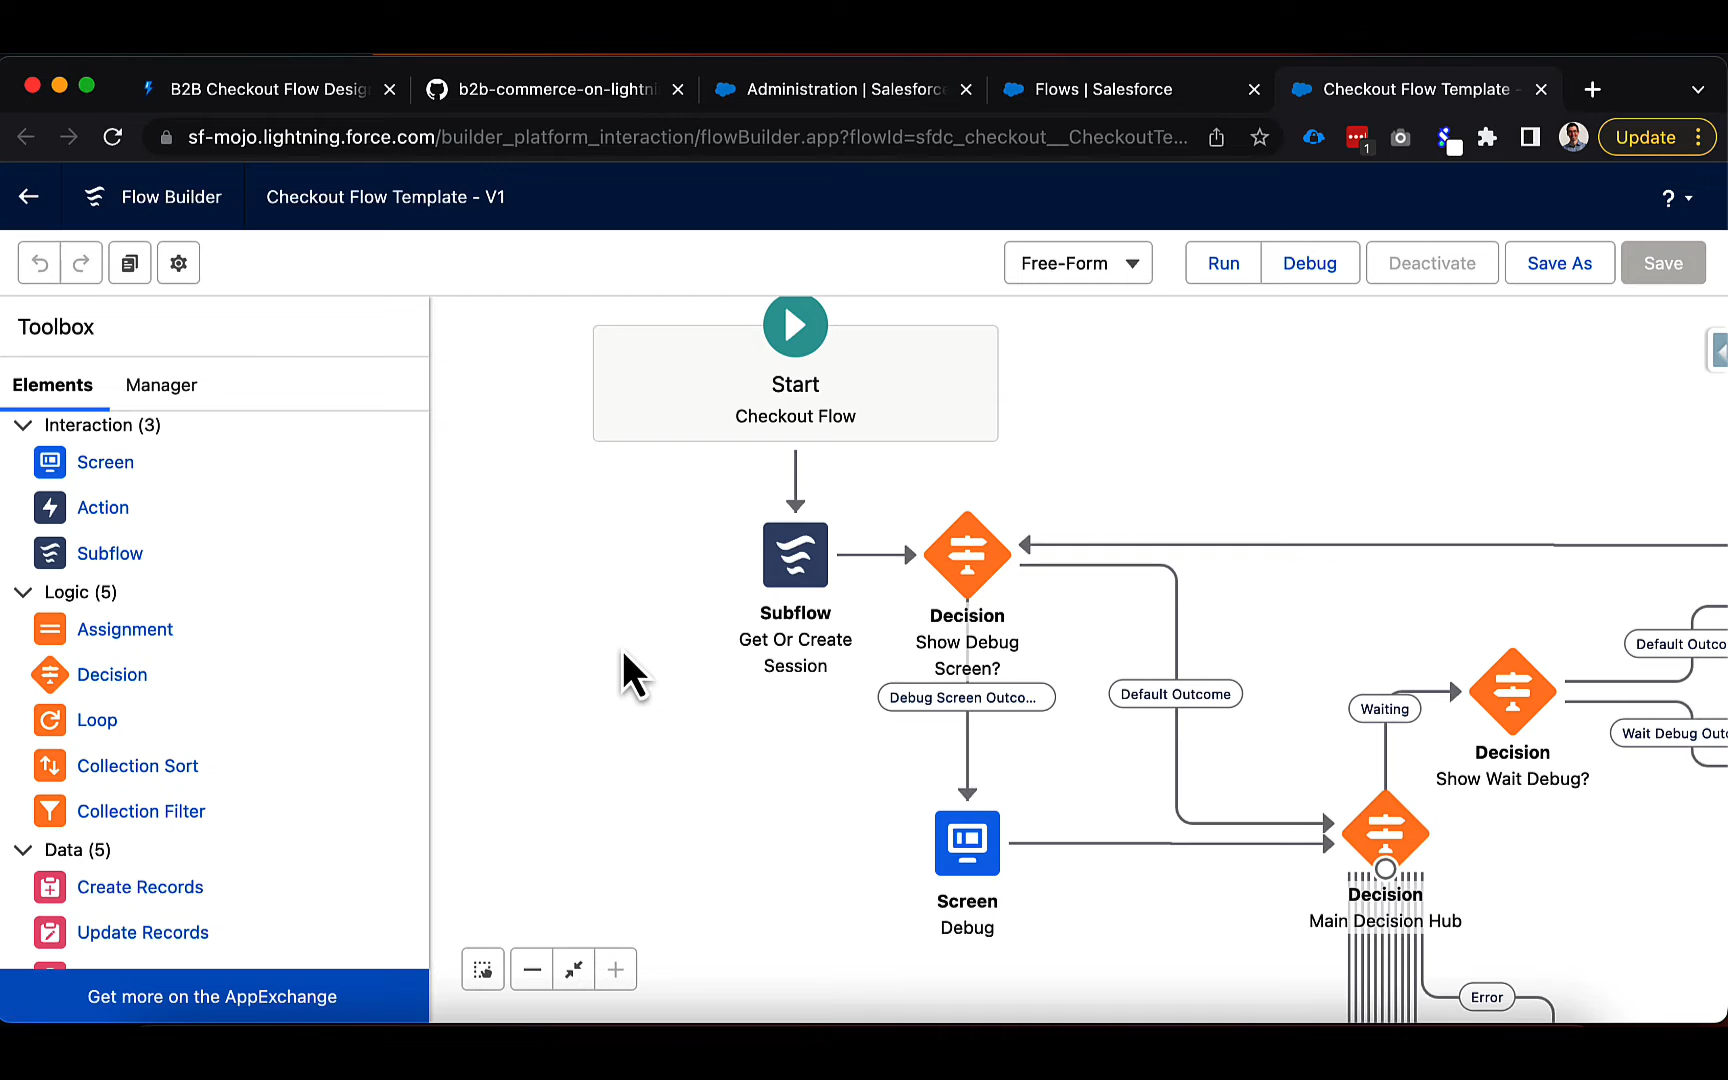 B2B Checkout Flow Desig
b2b-commerce-on-lightni
Administration | Salesforce
Flows | Salesforce
Checkout Flow Template -
sf-mojo.lightning.force.com/builder_platform_interaction/flowBuilder.app?flowId=sfdc_checkout__CheckoutTe...
1
Update
Flow Builder
Checkout Flow Template - V1
?
Free-Form
Run
Debug
Deactivate
Save As
Save
Toolbox
Elements
Manager
Interaction (3)
Screen
Action
Subflow
Logic (5)
Assignment
Decision
Loop
Collection Sort
Collection Filter
Data (5)
Create Records
Update Records
Get more on the AppExchange
Start
Checkout Flow
Subflow
Get Or Create
Session
Decision
Show Debug
Screen?
Debug Screen Outco...
Default Outcome
Screen
Debug
Waiting
Decision
Show Wait Debug?
Default Outco
Wait Debug Outc
Decision
Main Decision Hub
Error